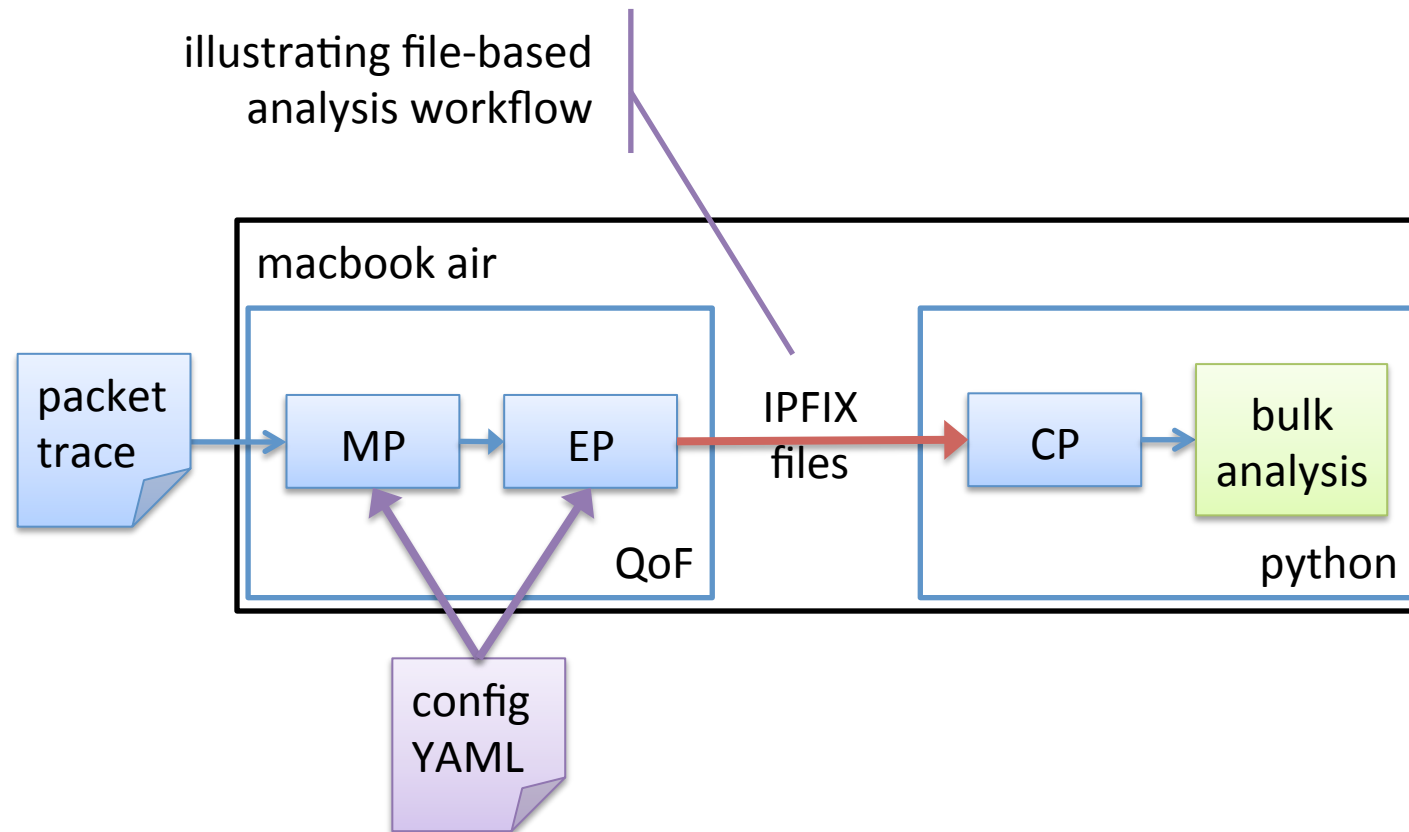 illustrating file-based
analysis workflow
macbook air
packet
trace
MP
EP
IPFIX
files
CP
bulk
analysis
QoF
python
config
YAML